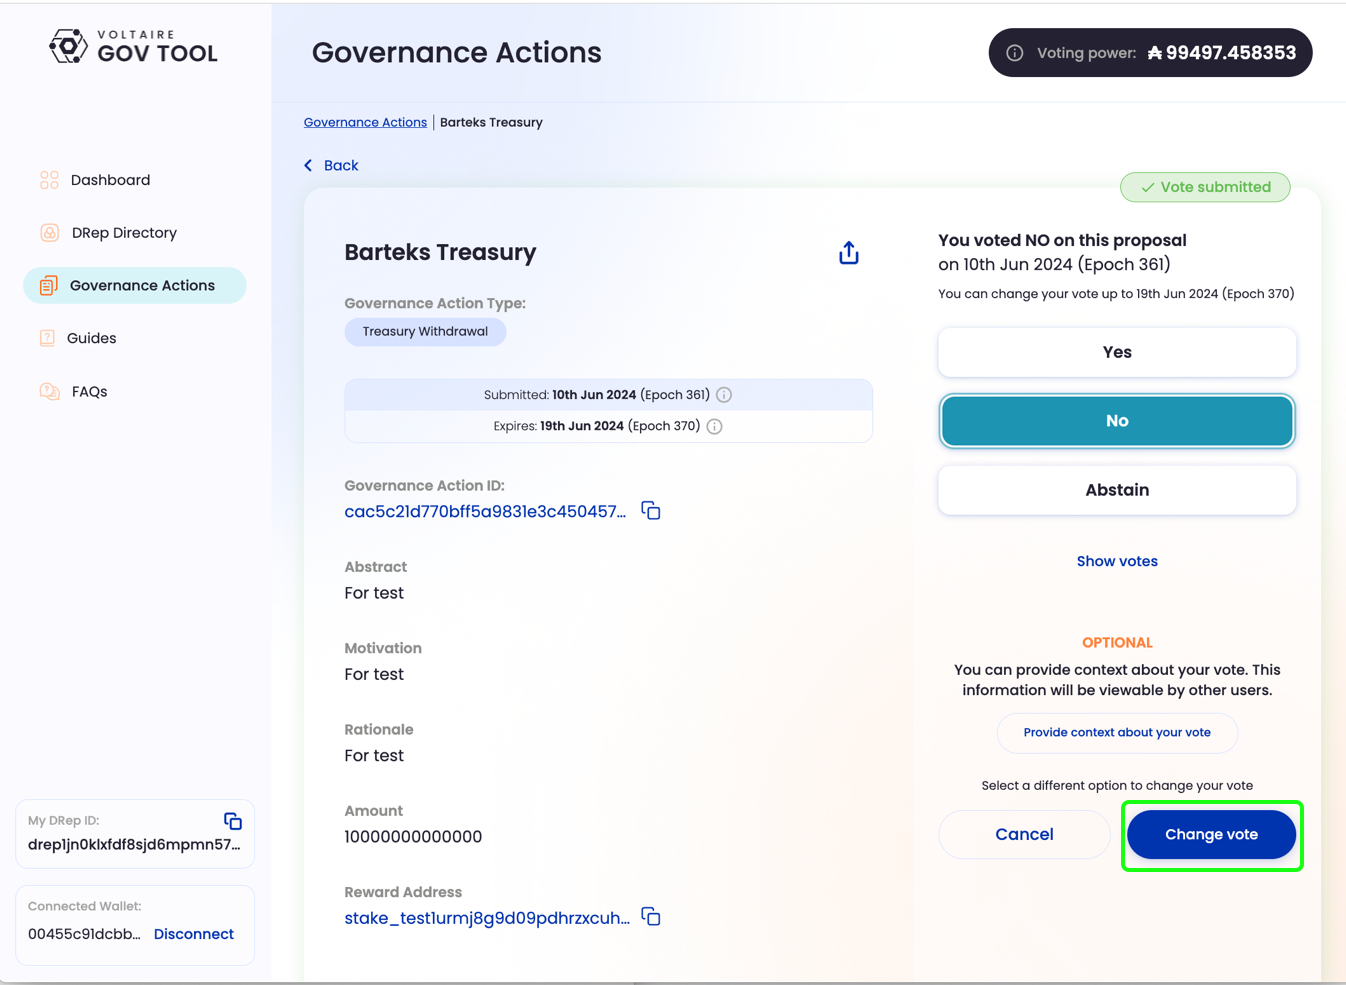 VOLTAIRE
GOV TOOL
Governance Actions
Voting power: ₳ 99497.458353
Governance Actions | Barteks Treasury
Back
Dashboard
DRep Directory
Governance Actions
Guides
FAQs
My DRep ID:
drep1jn0klxfdf8sjd6mpmn57...
Connected Wallet:
00455c91dcbb... Disconnect
Barteks Treasury
Governance Action Type:
Treasury Withdrawal
Submitted: 10th Jun 2024 (Epoch 361)
Expires: 19th Jun 2024 (Epoch 370)
Governance Action ID:
cac5c21d770bff5a9831e3c450457...
Abstract
For test
Motivation
For test
Rationale
For test
Amount
10000000000000
Reward Address
stake_test1urmj8g9d09pdhrzxcuh...
Vote submitted
You voted NO on this proposal
on 10th Jun 2024 (Epoch 361)
You can change your vote up to 19th Jun 2024 (Epoch 370)
Yes
No
Abstain
Show votes
OPTIONAL
You can provide context about your vote. This
information will be viewable by other users.
Provide context about your vote
Select a different option to change your vote
Cancel
Change vote